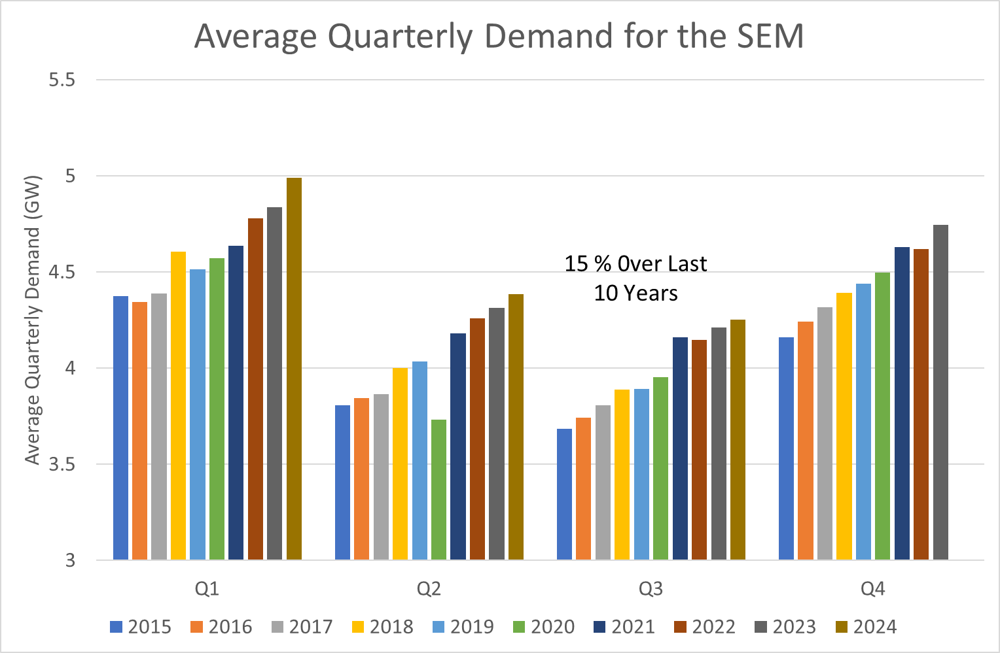 Average Quarterly Demand for the SEM
5.5
5
4.5
4
3.5
3
Average Quarterly Demand (GW)
15 % 0ver Last
10 Years
Q1 Q2 Q3 Q4
2015 2016 2017 2018 2019 2020 2021 2022 2023 2024